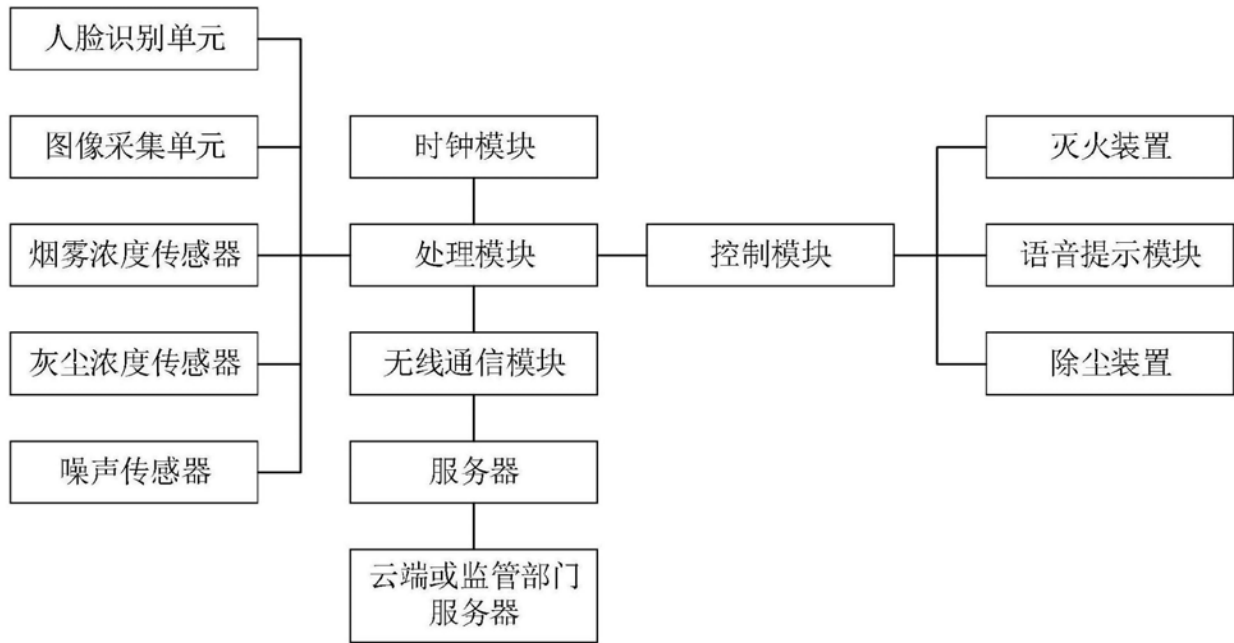 人脸识别单元
图像采集单元
烟雾浓度传感器
灰尘浓度传感器
噪声传感器
时钟模块
处理模块
无线通信模块
服务器
云端或监管部门
服务器
控制模块
灭火装置
语音提示模块
除尘装置